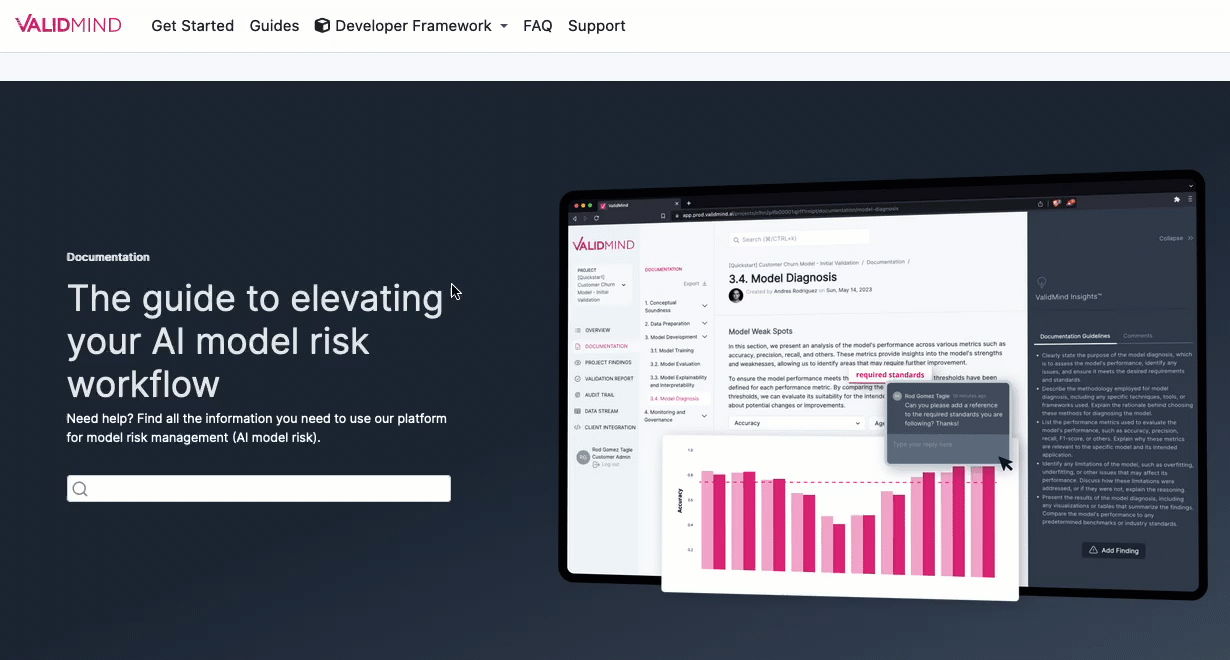 VALIDMIND Get Started Guides Developer Framework FAQ Support
Documentation
The guide to elevating
your AI model risk
workflow
Need help? Find all the information you need to use our platform
for model risk management (AI model risk).
ValidMind
VALIDMIND
PROJECT
[Quickstart]
Customer Churn
Model - Initial
Validation
OVERVIEW
DOCUMENTATION
PROJECT FINDINGS
VALIDATION REPORT
AUDIT TRAIL
DATA STREAM
CLIENT INTEGRATION
RG
Rod Gomez Tagle
Customer Admin
Log out
DOCUMENTATION
Export
1. Conceptual
Soundness
2. Data Preparation
3. Model Development
3.1. Model Training
3.2. Model Evaluation
3.3. Model Explainability
and Interpretability
3.4. Model Diagnosis
4. Monitoring and
Governance
Search (⌘/CTRL+k)
[Quickstart] Customer Churn Model - Initial Validation / Documentation /
3.4. Model Diagnosis
Created by Andres Rodriguez on Sun, May 14, 2023
Model Weak Spots
In this section, we present an analysis of the model's performance across various metrics such as
accuracy, precision, recall, and others. These metrics provide insights into the model's strengths
and weaknesses, allowing us to identify areas that may require further improvement.
To ensure the model performance meets th required standards thresholds have been
defined for each performance metric. By comparing the
thresholds, we can evaluate its suitability for the intende
about potential changes or improvements.
Accuracy
Age
Rod Gomez Tagle
Can you please add a reference
to the required standards you are
following? Thanks!
Type your reply here
Accuracy
1.0
0.8
0.6
0.4
0.2
Collapse
ValidMind Insights™
Documentation Guidelines Comments
• Clearly state the purpose of the model diagnosis, which
is to assess the model's performance, identify any
issues, and ensure it meets the desired requirements
and standards.
• Describe the methodology employed for model
diagnosis, including any specific techniques, tools, or
frameworks used. Explain the rationale behind choosing
these methods for diagnosing the model.
• List the performance metrics used to evaluate the
model's performance, such as accuracy, precision,
recall, F1-score, or others. Explain why these metrics
are relevant to the specific model and its intended
application.
• Identify any limitations of the model, such as overfitting,
underfitting, or other issues that may affect its
performance. Discuss how these limitations were
addressed, or if they were not, explain the reasoning.
• Present the results of the model diagnosis, including
any visualizations or tables that summarize the findings.
Compare the model's performance to any
predetermined benchmarks or industry standards.
Add Finding